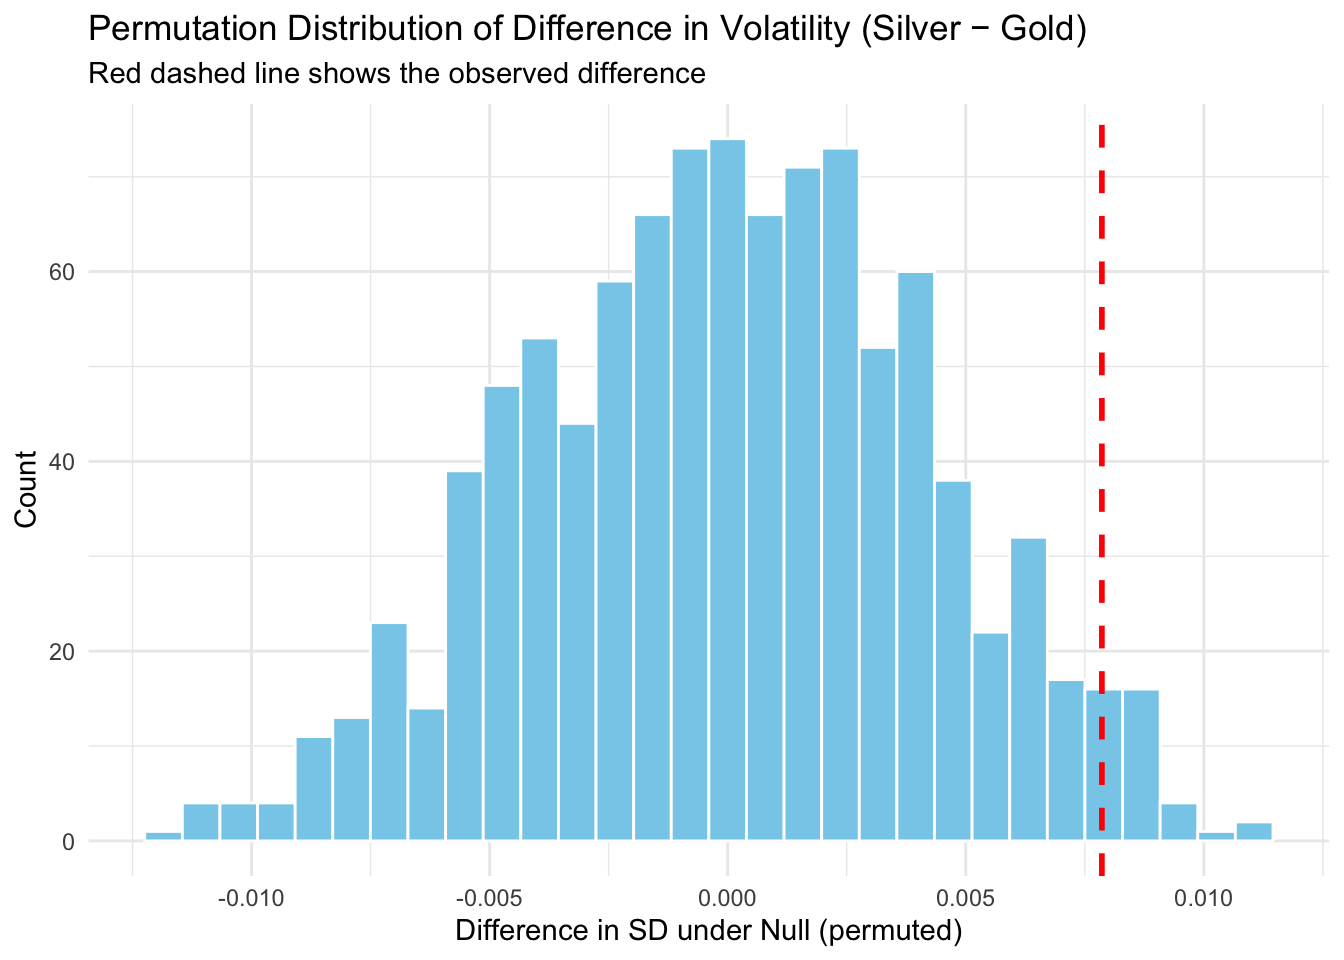 Permutation Distribution of Difference in Volatility (Silver − Gold)
Red dashed line shows the observed difference
Count
60
40
20
0
-0.010
-0.005
0.000
0.005
0.010
Difference in SD under Null (permuted)